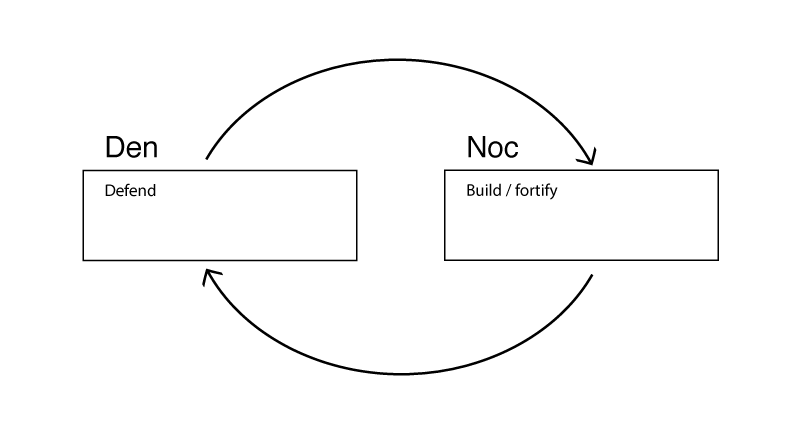 Den
Defend
Noc
Build / fortify